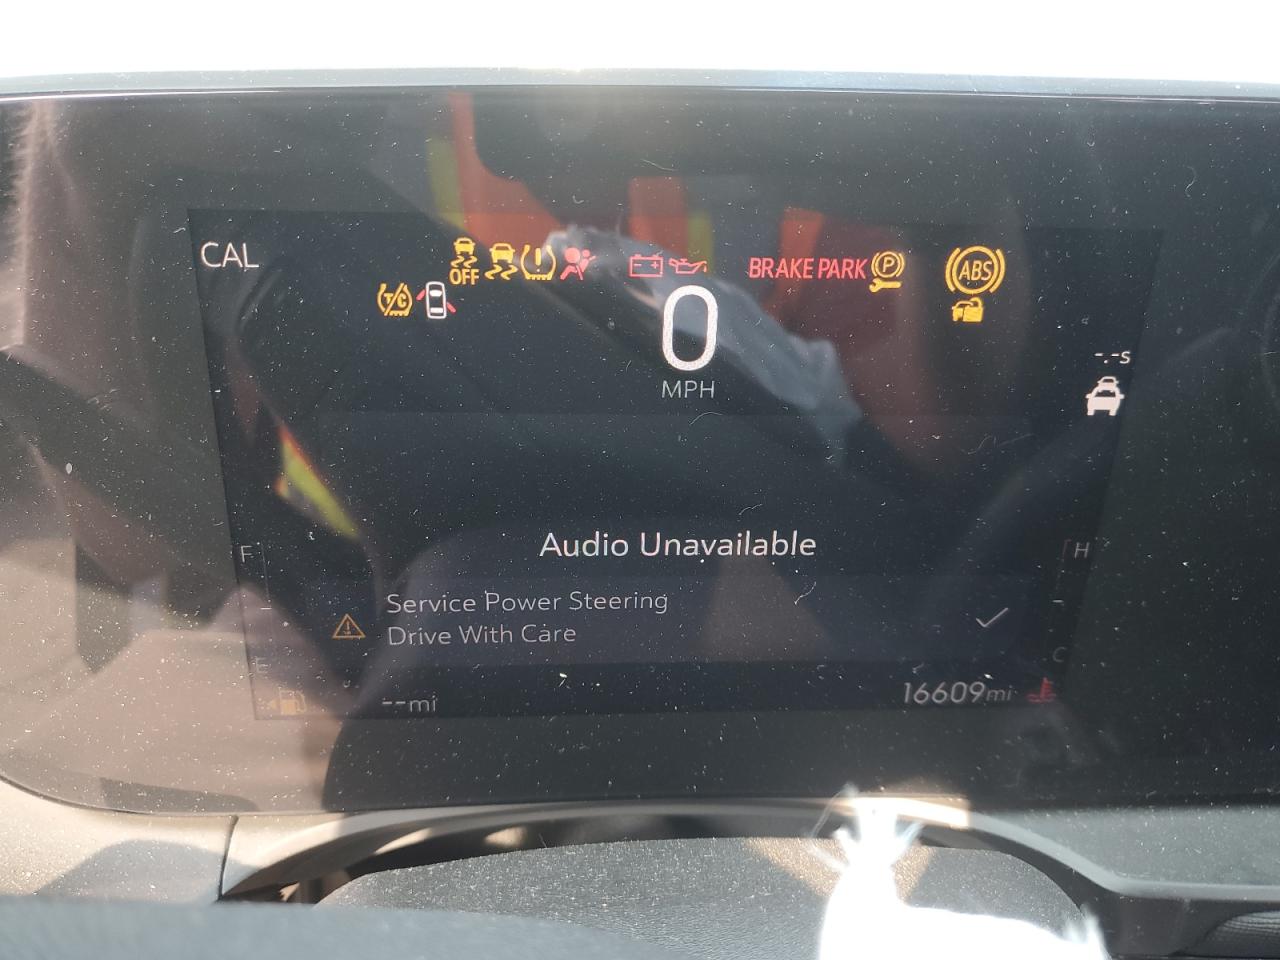 CAL
OFF
T/C
BRAKE PARK
P
ABS
0
MPH
-.-s
Audio Unavailable
F
H
Service Power Steering
Drive With Care
E
C
--mi
16609mi